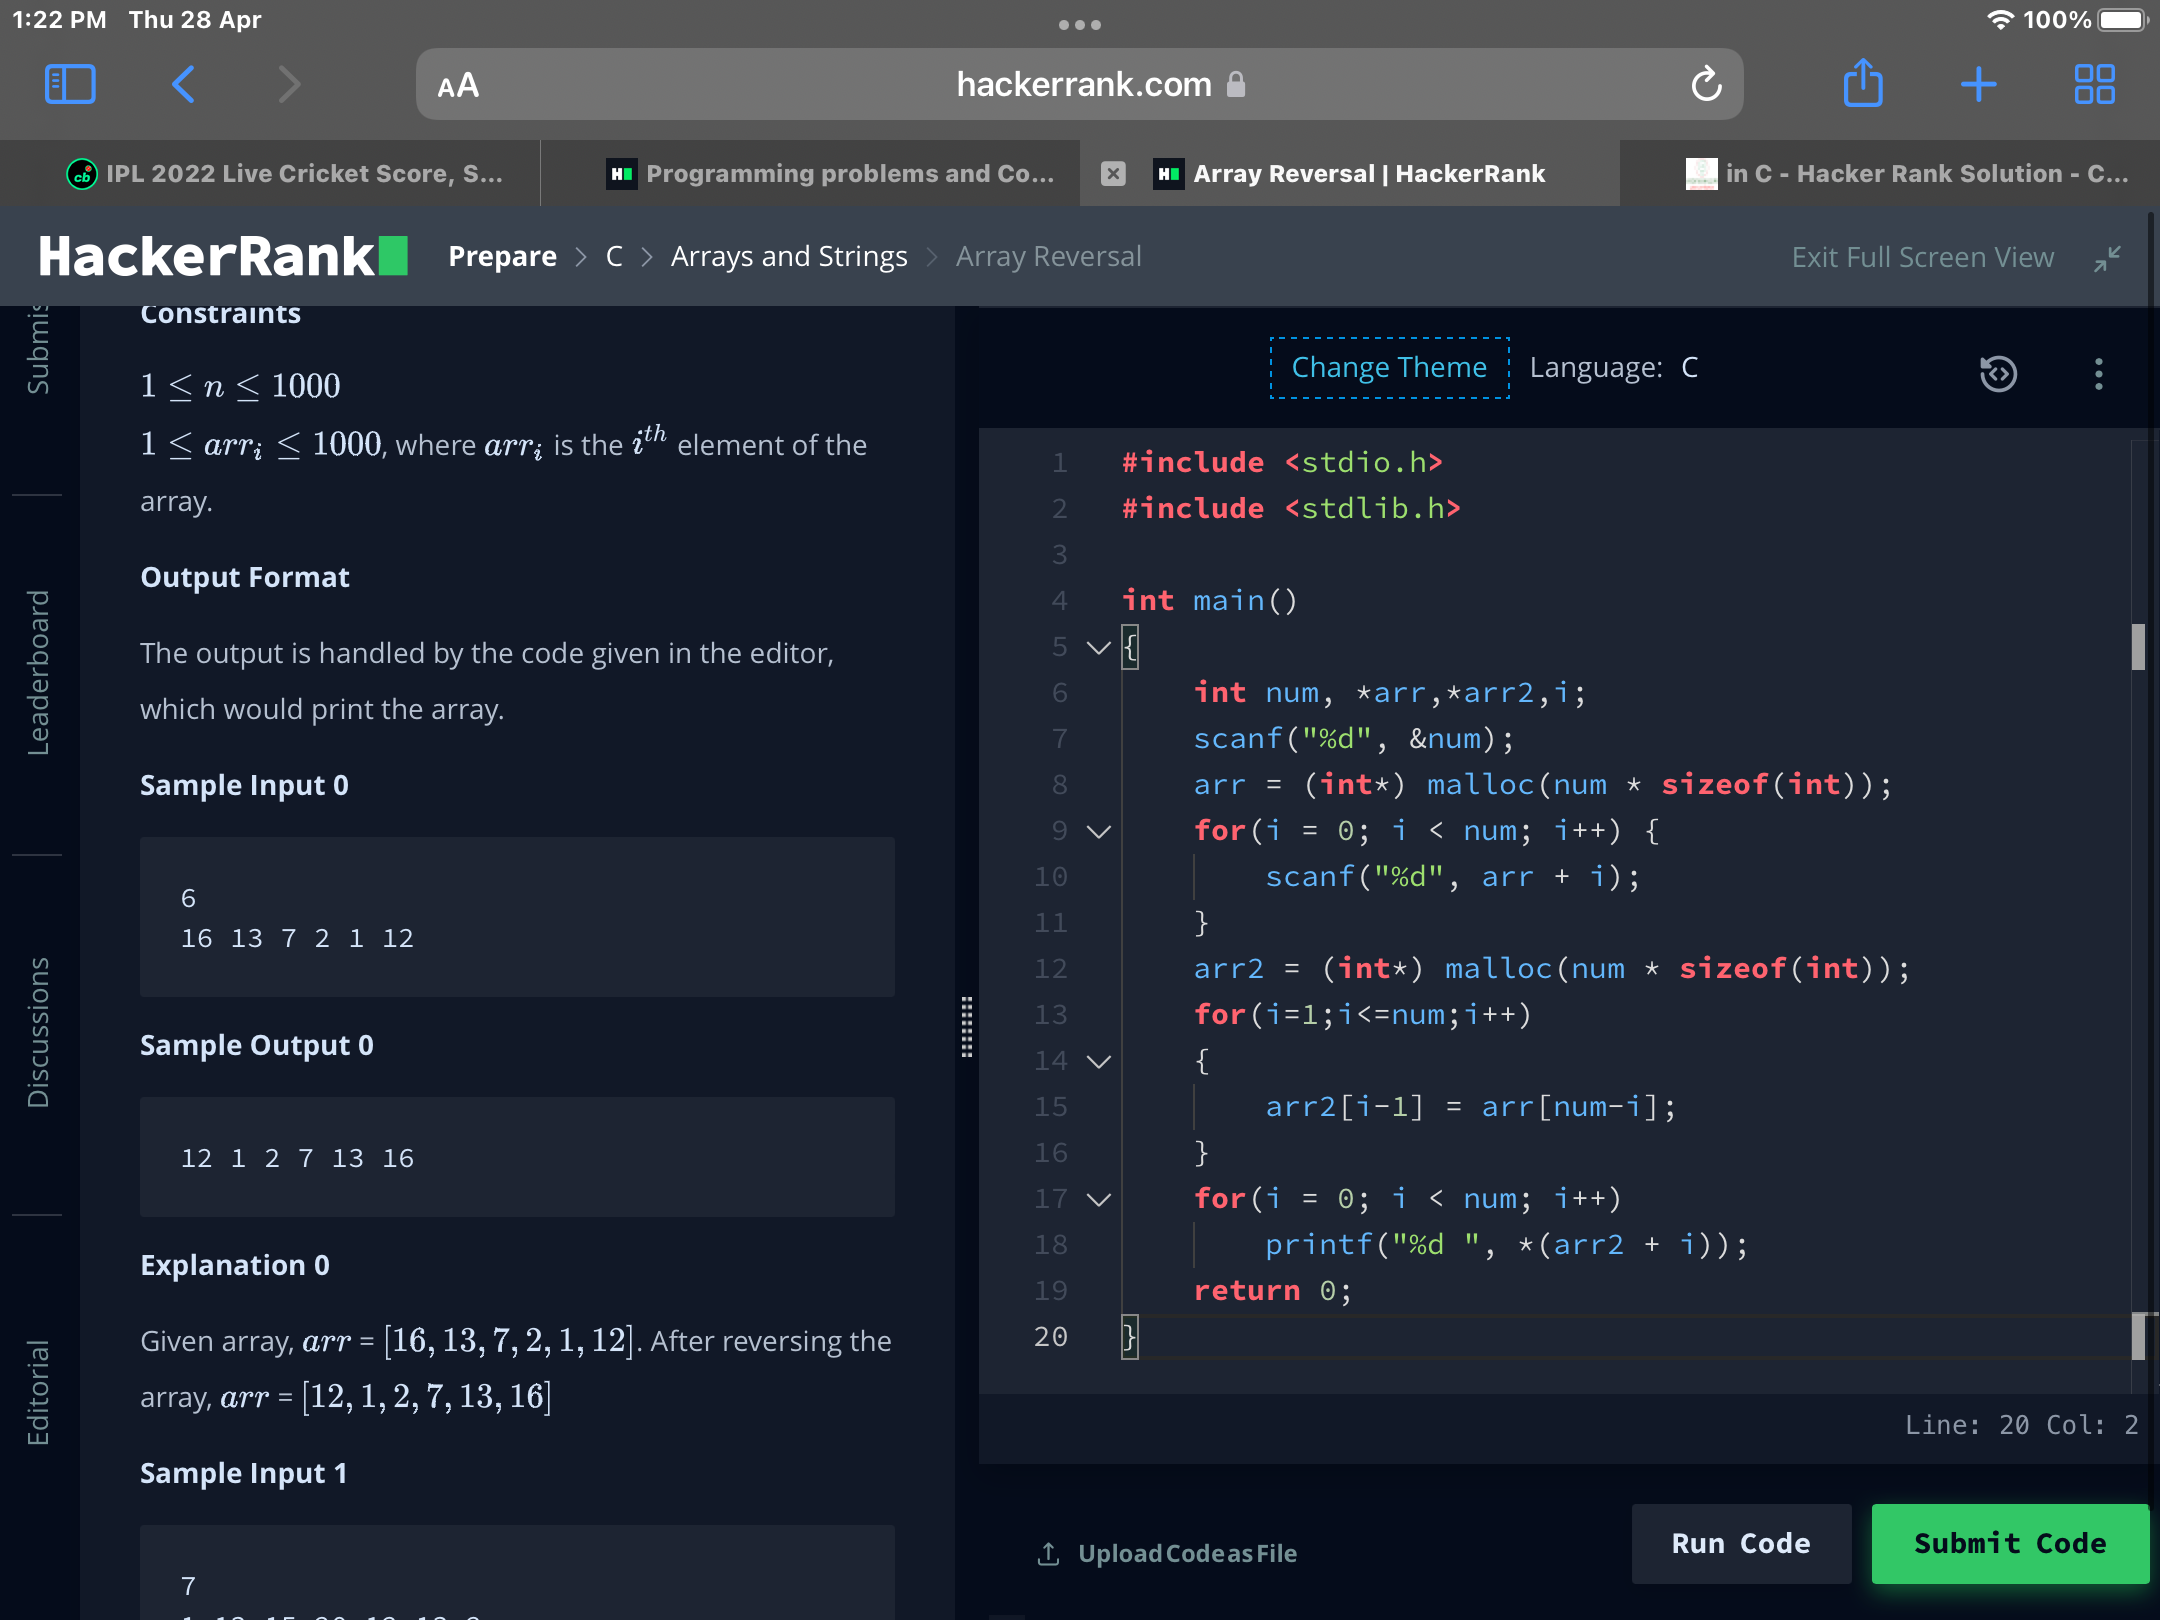 1:22 PM Thu 28 Apr
100%
AA
hackerrank.com
IPL 2022 Live Cricket Score, S...
Programming problems and Co...
Array Reversal | HackerRank
in C - Hacker Rank Solution - C...
HackerRank
Prepare > C > Arrays and Strings > Array Reversal
Exit Full Screen View
Submis
Leaderboard
Discussions
Editorial
Constraints
1 ≤ n ≤ 1000
1 ≤ arr_i ≤ 1000, where arr_i is the i^th element of the
array.
Output Format
The output is handled by the code given in the editor,
which would print the array.
Sample Input 0
6
16 13 7 2 1 12
Sample Output 0
12 1 2 7 13 16
Explanation 0
Given array, arr = [16, 13, 7, 2, 1, 12]. After reversing the
array, arr = [12, 1, 2, 7, 13, 16]
Sample Input 1
7
Change Theme Language: C
1 #include <stdio.h>
2 #include <stdlib.h>
3
4 int main()
5 {
6 int num, *arr,*arr2,i;
7 scanf("%d", &num);
8 arr = (int*) malloc(num * sizeof(int));
9 for(i = 0; i < num; i++) {
10 scanf("%d", arr + i);
11 }
12 arr2 = (int*) malloc(num * sizeof(int));
13 for(i=1;i<=num;i++)
14 {
15 arr2[i-1] = arr[num-i];
16 }
17 for(i = 0; i < num; i++)
18 printf("%d ", *(arr2 + i));
19 return 0;
20 }
Line: 20 Col: 2
Upload Code as File
Run Code
Submit Code